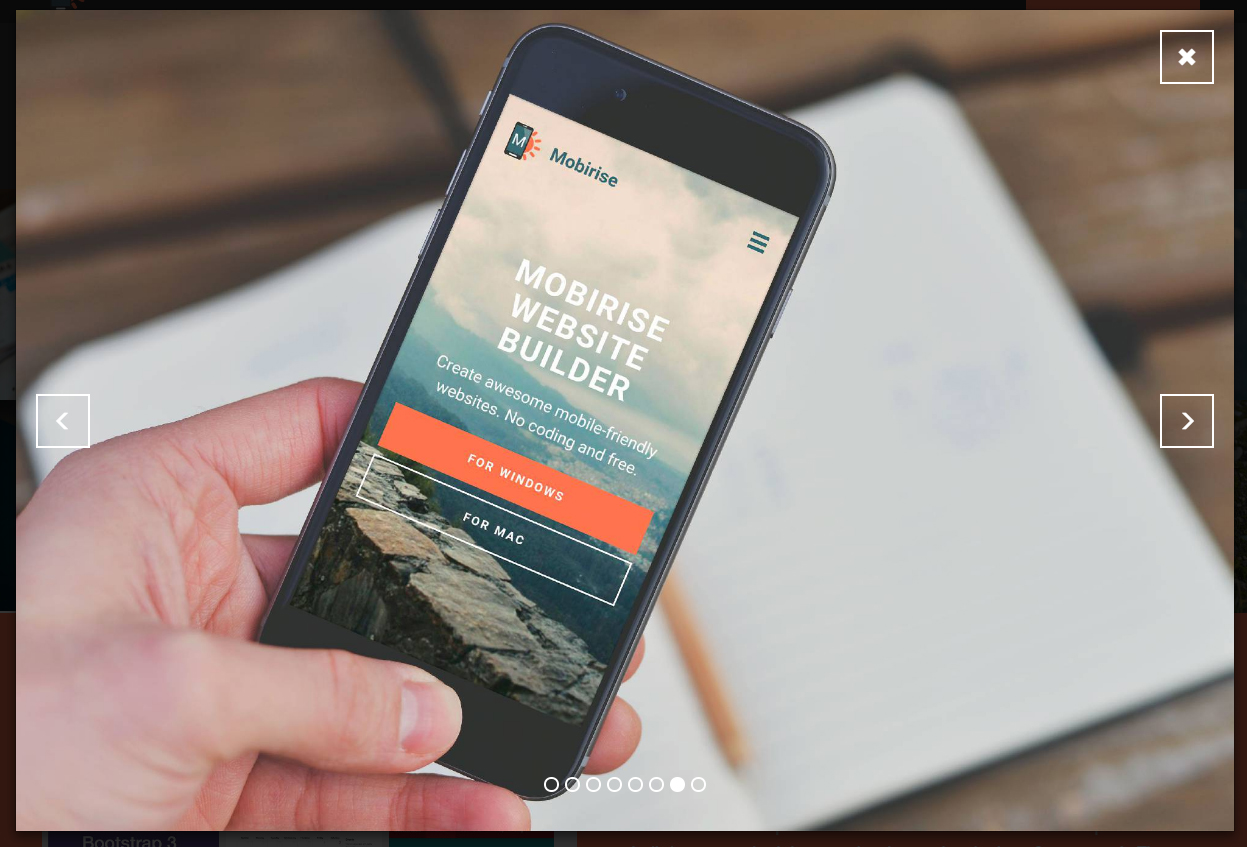 M
Mobirise
MOBIRISE
WEBSITE
BUILDER
Create awesome mobile-friendly
websites. No coding and free.
FOR WINDOWS
FOR MAC
Bootstrap 3